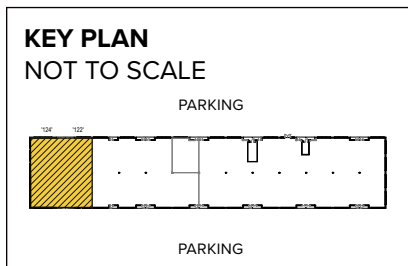 KEY PLAN
NOT TO SCALE
PARKING
'124' '122'
PARKING